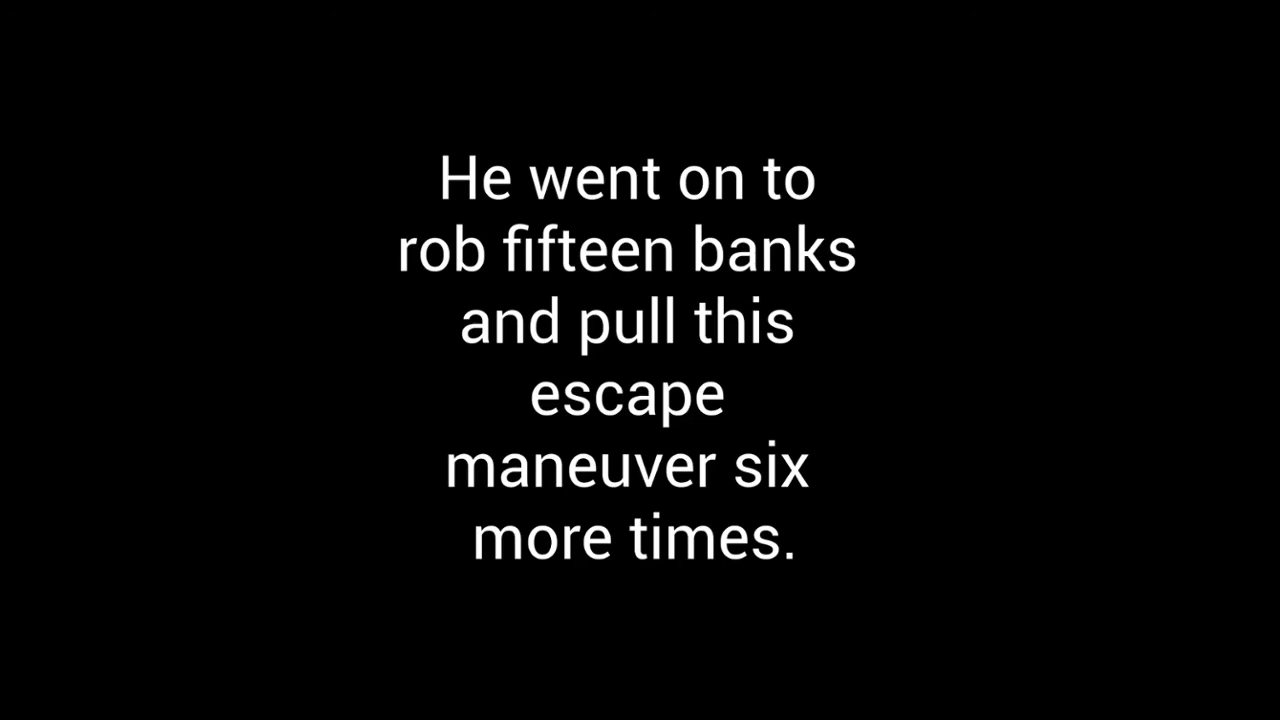 He went on to
rob fifteen banks
and pull this
escape
maneuver six
more times.